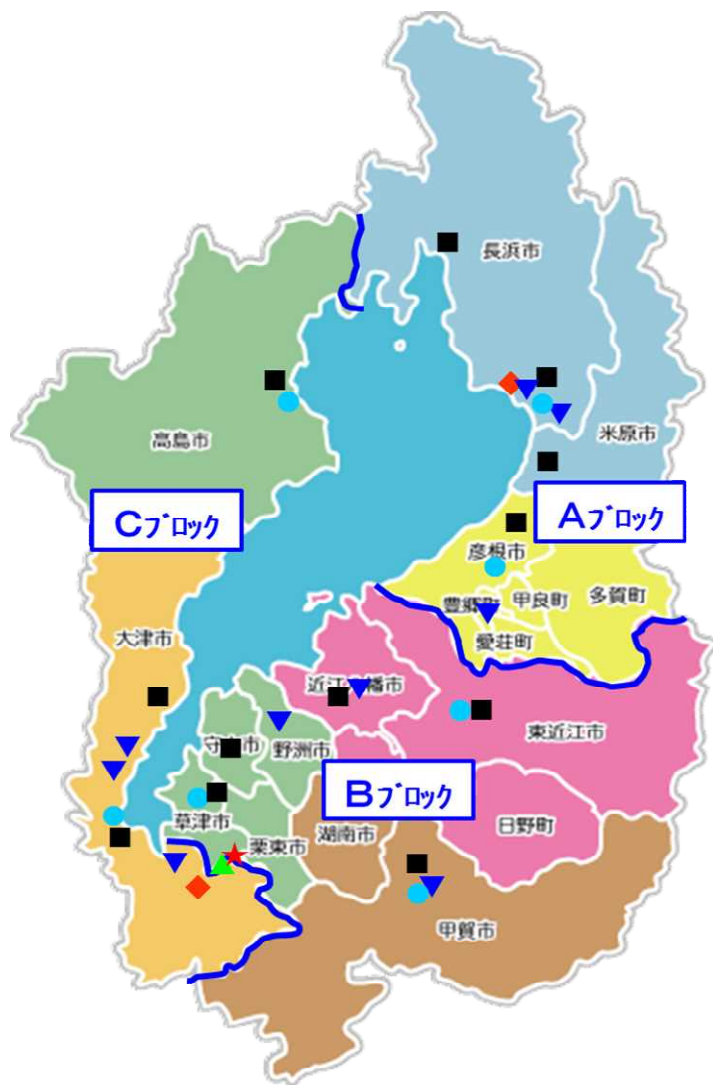 長浜市
米原市
高島市
Cブロック
Aブロック
彦根市
豊郷町
甲良町
多賀町
愛荘町
大津市
近江八幡市
東近江市
守山市
野洲市
Bブロック
日野町
草津市
栗東市
湖南市
甲賀市